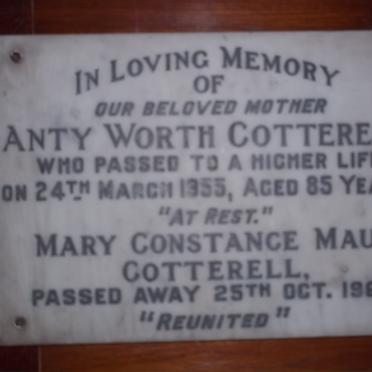 IN LOVING MEMORY
OF
OUR BELOVED MOTHER
ANTY WORTH COTTERE
WHO PASSED TO A HIGHER LIF
ON 24TH MARCH 1955, AGED 85 YEA
"AT REST."
MARY CONSTANCE MAU
COTTERELL,
PASSED AWAY 25TH OCT. 19
"REUNITED"